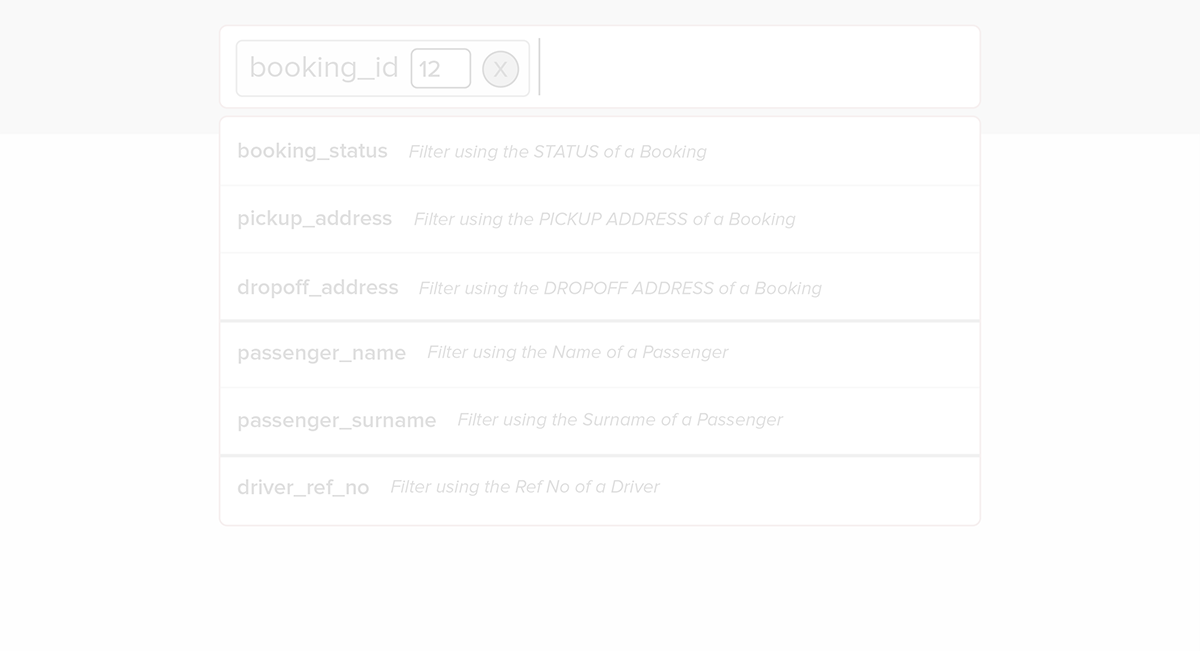 booking_id 12 X
booking_status Filter using the STATUS of a Booking
pickup_address Filter using the PICKUP ADDRESS of a Booking
dropoff_address Filter using the DROPOFF ADDRESS of a Booking
passenger_name Filter using the Name of a Passenger
passenger_surname Filter using the Surname of a Passenger
driver_ref_no Filter using the Ref No of a Driver